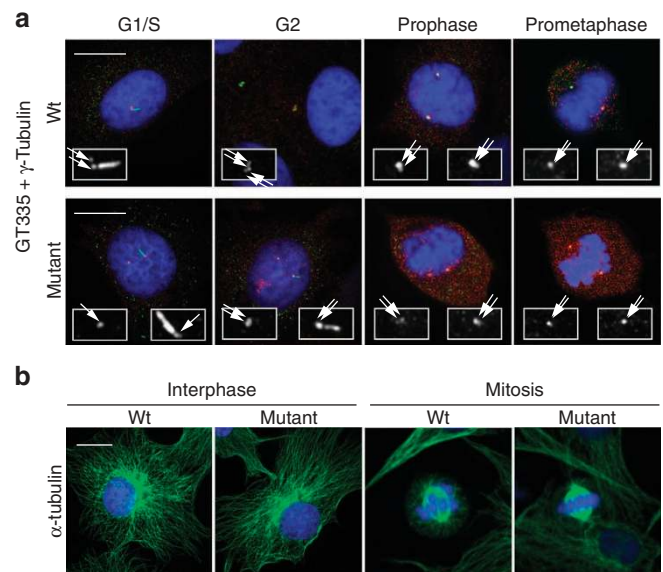 a
G1/S G2 Prophase Prometaphase
GT335 + γ-Tubulin
Wt
Mutant
b
Interphase Mitosis
Wt Mutant Wt Mutant
α-tubulin